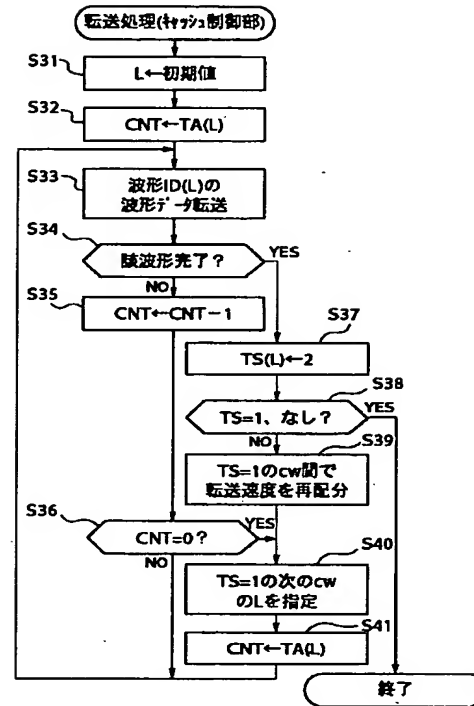 転送処理(ｷｬｯｼｭ制御部)
S31
L←初期値
S32
CNT←TA(L)
S33
波形ID(L)の
波形ﾃﾞｰﾀ転送
S34
該波形完了？
YES
NO
S35
CNT←CNT－1
S37
TS(L)←2
S38
TS=1、なし？
YES
NO
S39
TS=1のcw間で
転送速度を再配分
S36
CNT=0？
YES
NO
S40
TS=1の次のcw
のLを指定
S41
CNT←TA(L)
終了